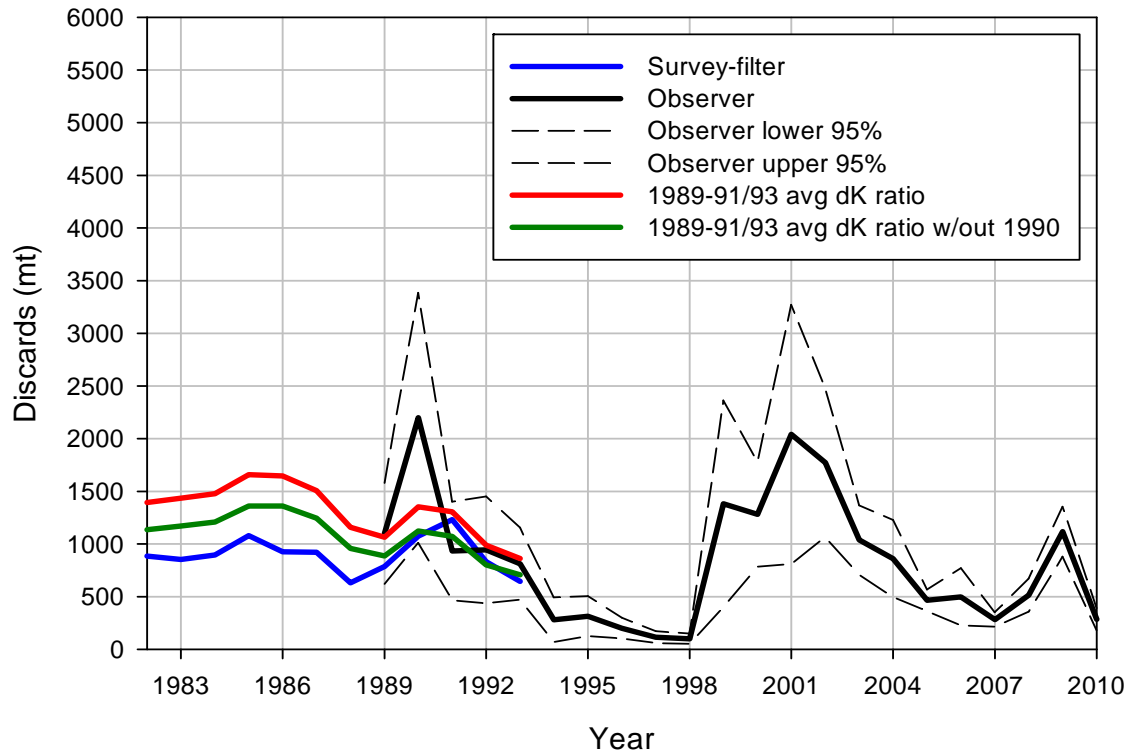 6000
5500
5000
4500
4000
3500
3000
2500
2000
1500
1000
500
0
Discards (mt)
Survey-filter
Observer
Observer lower 95%
Observer upper 95%
1989-91/93 avg dK ratio
1989-91/93 avg dK ratio w/out 1990
1983 1986 1989 1992 1995 1998 2001 2004 2007 2010
Year